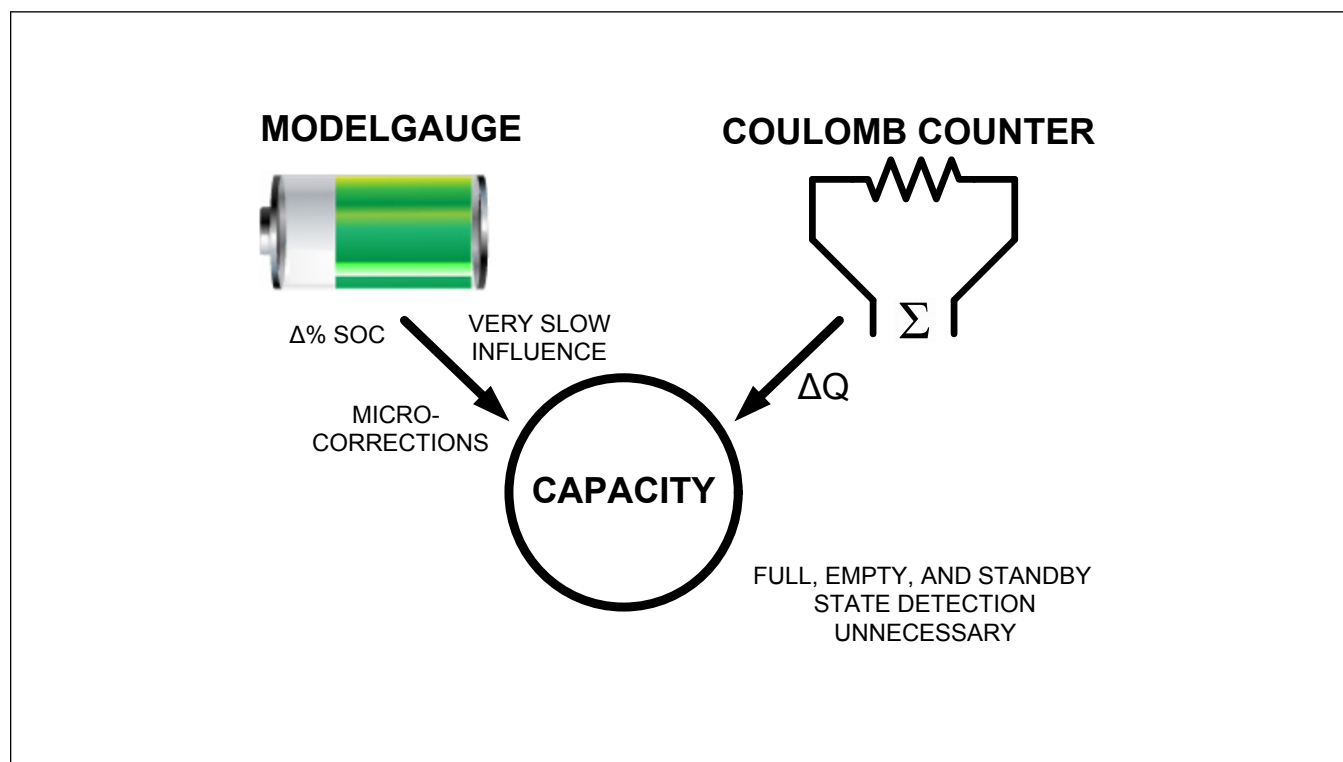 MODELGAUGE
COULOMB COUNTER
Σ
Δ% SOC
VERY SLOW
INFLUENCE
ΔQ
MICRO-
CORRECTIONS
CAPACITY
FULL, EMPTY, AND STANDBY
STATE DETECTION
UNNECESSARY